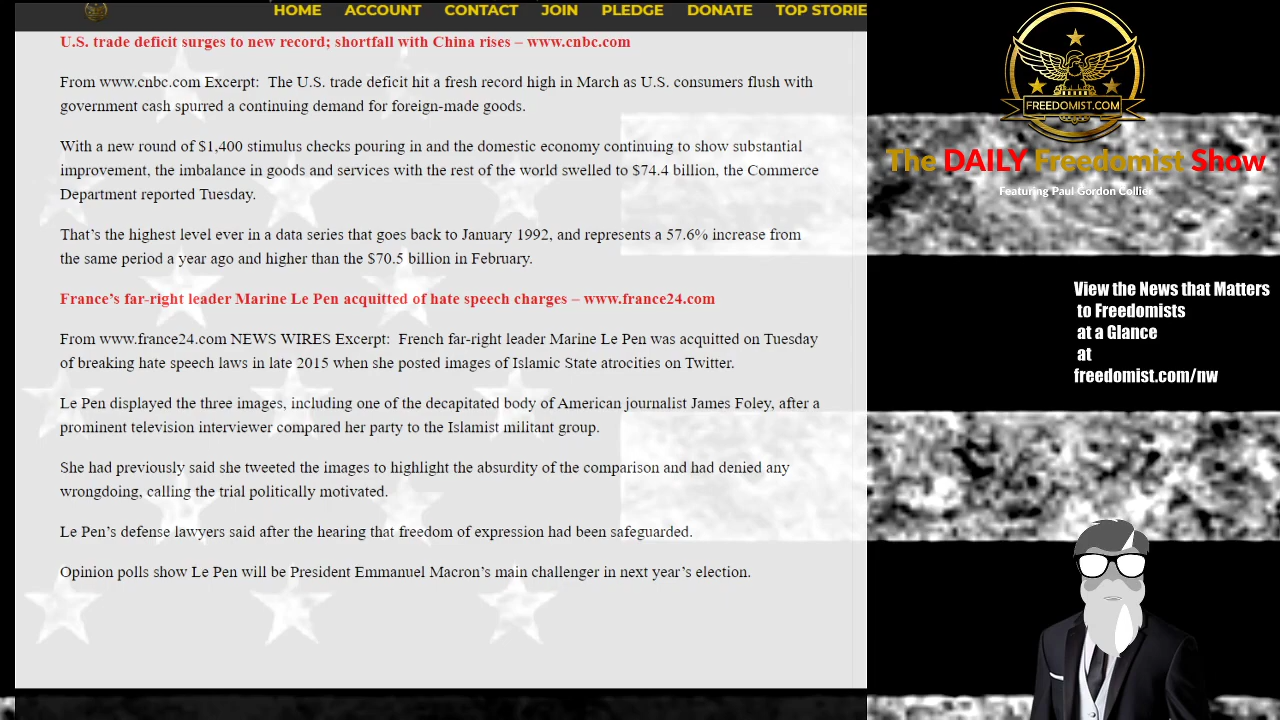 HOME ACCOUNT CONTACT JOIN PLEDGE DONATE TOP STORIE
U.S. trade deficit surges to new record; shortfall with China rises – www.cnbc.com
From www.cnbc.com Excerpt: The U.S. trade deficit hit a fresh record high in March as U.S. consumers flush with
government cash spurred a continuing demand for foreign-made goods.
With a new round of $1,400 stimulus checks pouring in and the domestic economy continuing to show substantial
improvement, the imbalance in goods and services with the rest of the world swelled to $74.4 billion, the Commerce
Department reported Tuesday.
That's the highest level ever in a data series that goes back to January 1992, and represents a 57.6% increase from
the same period a year ago and higher than the $70.5 billion in February.
France's far-right leader Marine Le Pen acquitted of hate speech charges – www.france24.com
From www.france24.com NEWS WIRES Excerpt: French far-right leader Marine Le Pen was acquitted on Tuesday
of breaking hate speech laws in late 2015 when she posted images of Islamic State atrocities on Twitter.
Le Pen displayed the three images, including one of the decapitated body of American journalist James Foley, after a
prominent television interviewer compared her party to the Islamist militant group.
She had previously said she tweeted the images to highlight the absurdity of the comparison and had denied any
wrongdoing, calling the trial politically motivated.
Le Pen's defense lawyers said after the hearing that freedom of expression had been safeguarded.
Opinion polls show Le Pen will be President Emmanuel Macron's main challenger in next year's election.
FREEDOMIST.COM
The DAILY Freedomist Show
Featuring Paul Gordon Collier
View the News that Matters
to Freedomists
at a Glance
at
freedomist.com/nw